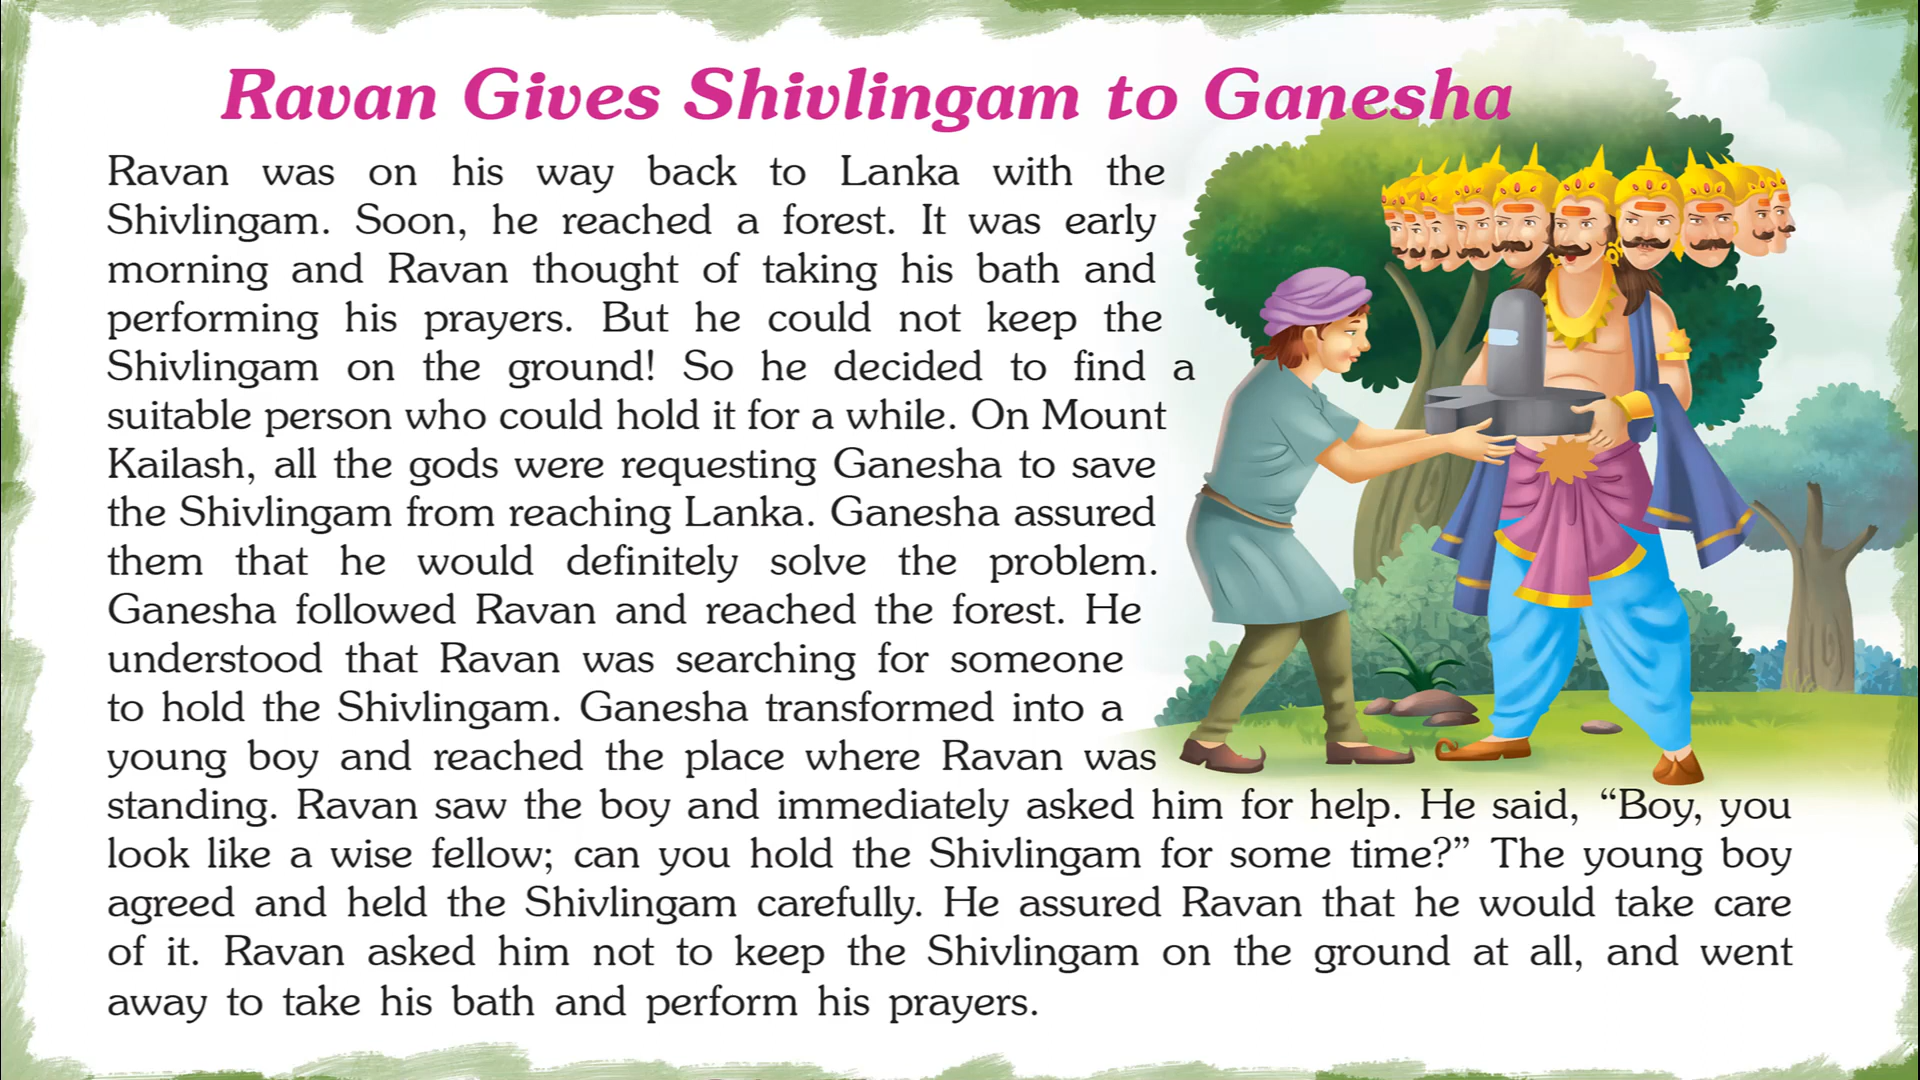 Ravan Gives Shivlingam to Ganesha
Ravan was on his way back to Lanka with the
Shivlingam. Soon, he reached a forest. It was early
morning and Ravan thought of taking his bath and
performing his prayers. But he could not keep the
Shivlingam on the ground! So he decided to find a
suitable person who could hold it for a while. On Mount
Kailash, all the gods were requesting Ganesha to save
the Shivlingam from reaching Lanka. Ganesha assured
them that he would definitely solve the problem.
Ganesha followed Ravan and reached the forest. He
understood that Ravan was searching for someone
to hold the Shivlingam. Ganesha transformed into a
young boy and reached the place where Ravan was
standing. Ravan saw the boy and immediately asked him for help. He said, “Boy, you
look like a wise fellow; can you hold the Shivlingam for some time?” The young boy
agreed and held the Shivlingam carefully. He assured Ravan that he would take care
of it. Ravan asked him not to keep the Shivlingam on the ground at all, and went
away to take his bath and perform his prayers.